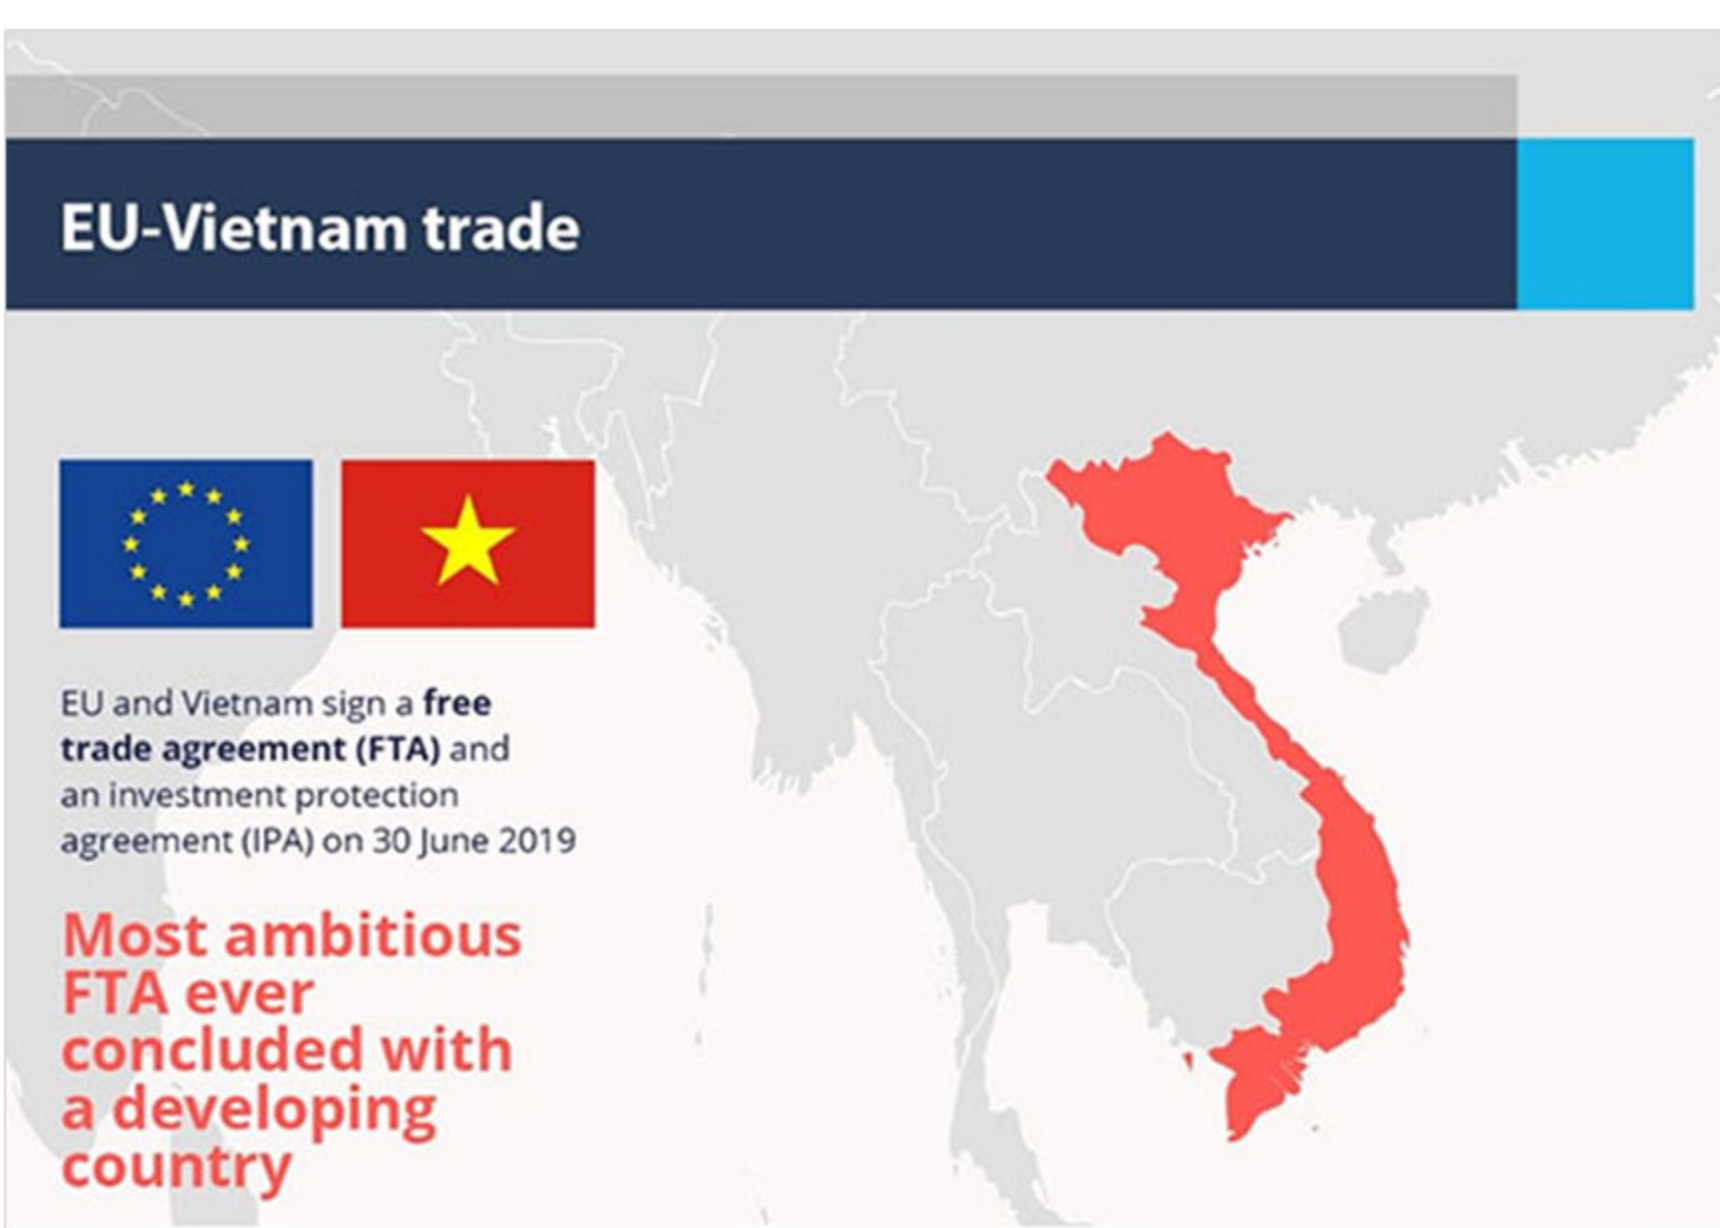 EU-Vietnam trade
EU and Vietnam sign a free
trade agreement (FTA) and
an investment protection
agreement (IPA) on 30 June 2019
Most ambitious
FTA ever
concluded with
a developing
country